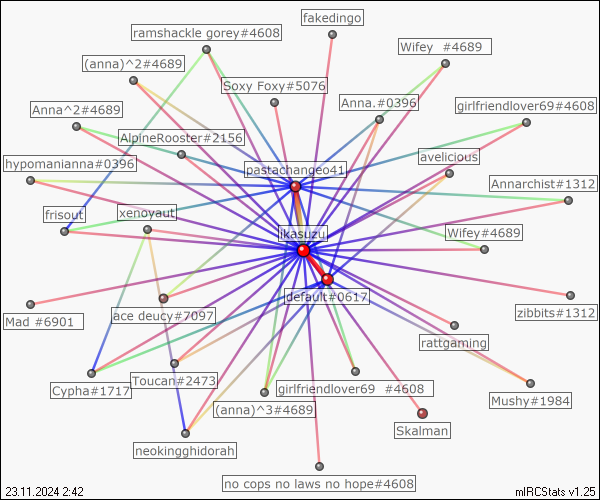 fakedingo
ramshackle gorey#4608
Wifey  #4689
(anna)^2#4689
Soxy Foxy#5076
Anna^2#4689
Anna.#0396
girlfriendlover69#4608
AlpineRooster#2156
avelicious
hypomanianna#0396
pastachangeo41
Annarchist#1312
frisout
xenoyaut
ikasuzu
Wifey#4689
default#0617
zibbits#1312
Mad #6901
ace deucy#7097
rattgaming
Cypha#1717
Toucan#2473
girlfriendlover69  #4608
(anna)^3#4689
Mushy#1984
Skalman
neokingghidorah
no cops no laws no hope#4608
23.11.2024 2:42
mIRCStats v1.25